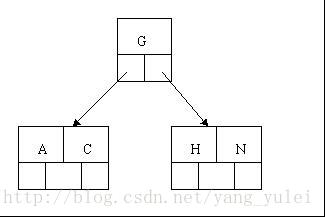 G
A C H N
http://blog.csdn.net/yang_yulei